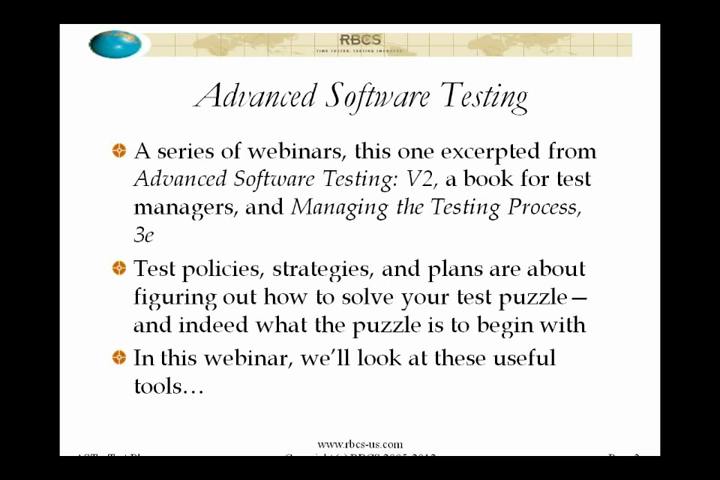 RBCS
Advanced Software Testing
A series of webinars, this one excerpted from
Advanced Software Testing: V2, a book for test
managers, and Managing the Testing Process,
3e
Test policies, strategies, and plans are about
figuring out how to solve your test puzzle—
and indeed what the puzzle is to begin with
In this webinar, we'll look at these useful
tools…
www.rbcs-us.com